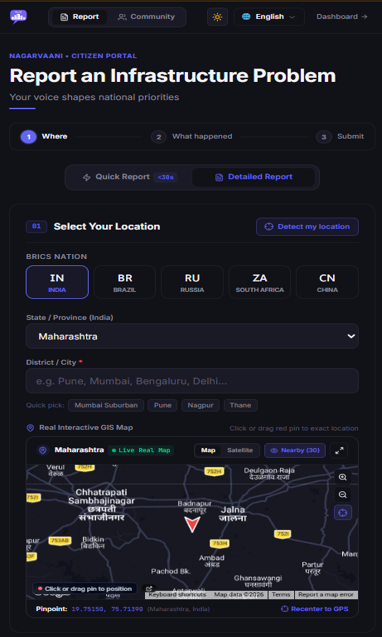 Report
Community
English
Dashboard →
NAGARVAANI • CITIZEN PORTAL
Report an Infrastructure Problem
Your voice shapes national priorities
1 Where
2 What happened
3 Submit
Quick Report <30s
Detailed Report
01 Select Your Location
Detect my location
BRICS NATION
IN
INDIA
BR
BRAZIL
RU
RUSSIA
ZA
SOUTH AFRICA
CN
CHINA
State / Province (India)
Maharashtra
District / City *
e.g. Pune, Mumbai, Bengaluru, Delhi...
Quick pick: Mumbai Suburban Pune Nagpur Thane
Real Interactive GIS Map
Click or drag red pin to exact location
Maharashtra
Live Real Map
Map
Satellite
Nearby (30)
Verul
वेरुळ
752H
752H
Deulgaon Raja
देऊळगाव राजा
752I
Chhatrapati
Sambhajinagar
छत्रपती
संभाजीनगर
Badnapur
बदनापूर
Jalna
जालना
753AB
Bidkin
बिडकिन
753H
752I
Ambad
अंबड
Partur
परतूर
Pachod Bk.
Ghansawangi
घनसावंगी
Click or drag pin to position
Keyboard shortcuts
Map data ©2026
Terms
Report a map error
Pinpoint: 19.75150, 75.71390 (Maharashtra, India)
Recenter to GPS